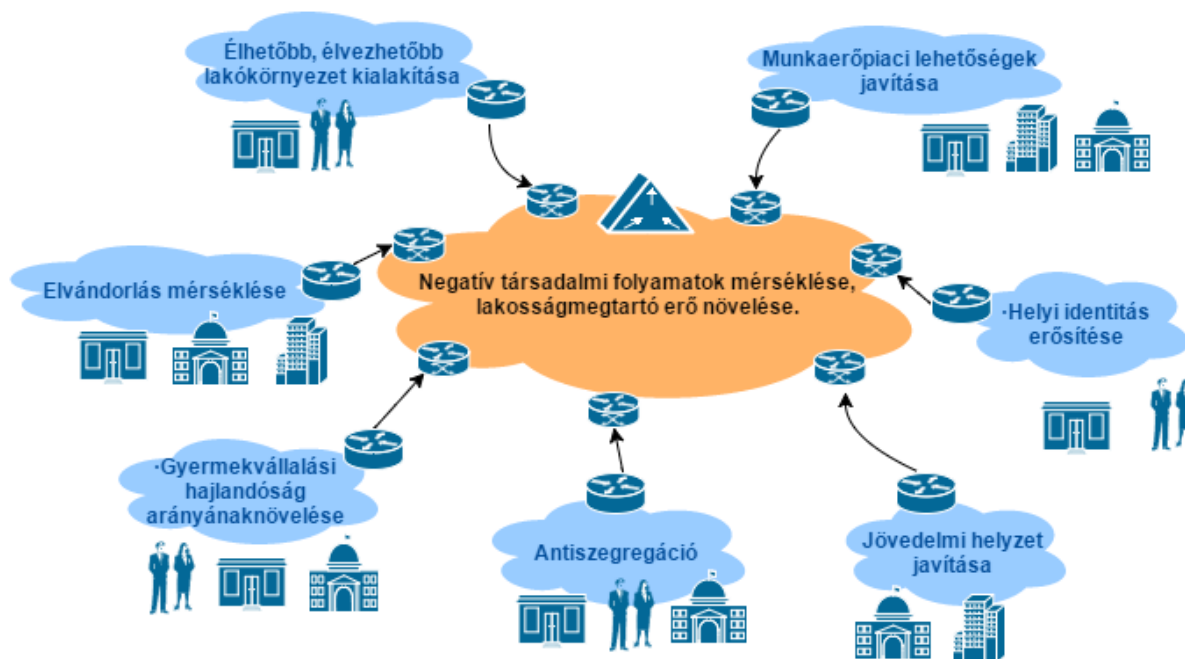 Élhetőbb, élvezhetőbb
lakókörnyezet kialakítása
Munkaerőpiaci lehetőségek
javítása
Elvándorlás mérséklése
Negatív társadalmi folyamatok mérséklése,
lakosságmegtartó erő növelése.
·Helyi identitás
erősítése
·Gyermekvállalási
hajlandóság
arányánaknövelése
Antiszegregáció
Jövedelmi helyzet
javítása